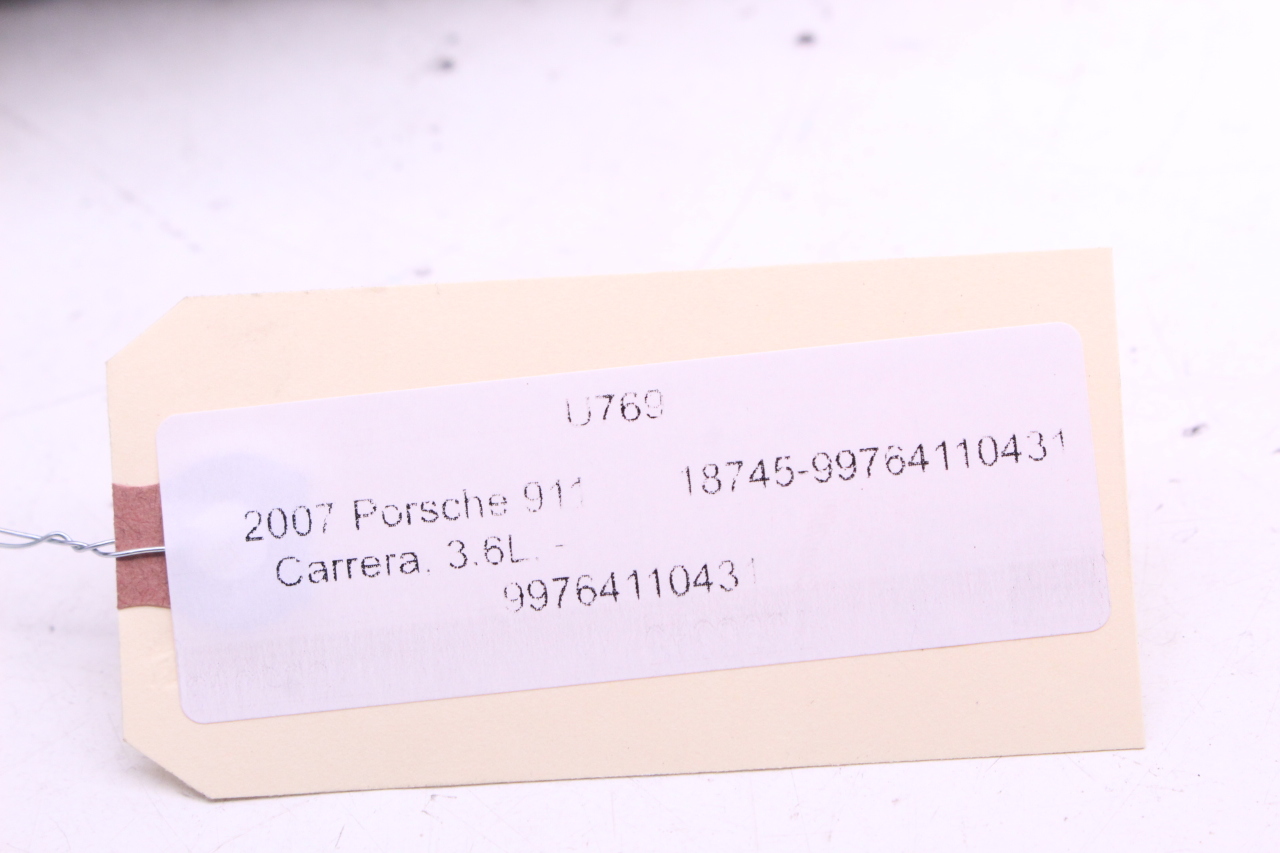 U769
2007 Porsche 911 18745-99764110431
Carrera. 3.6L. -
99764110431